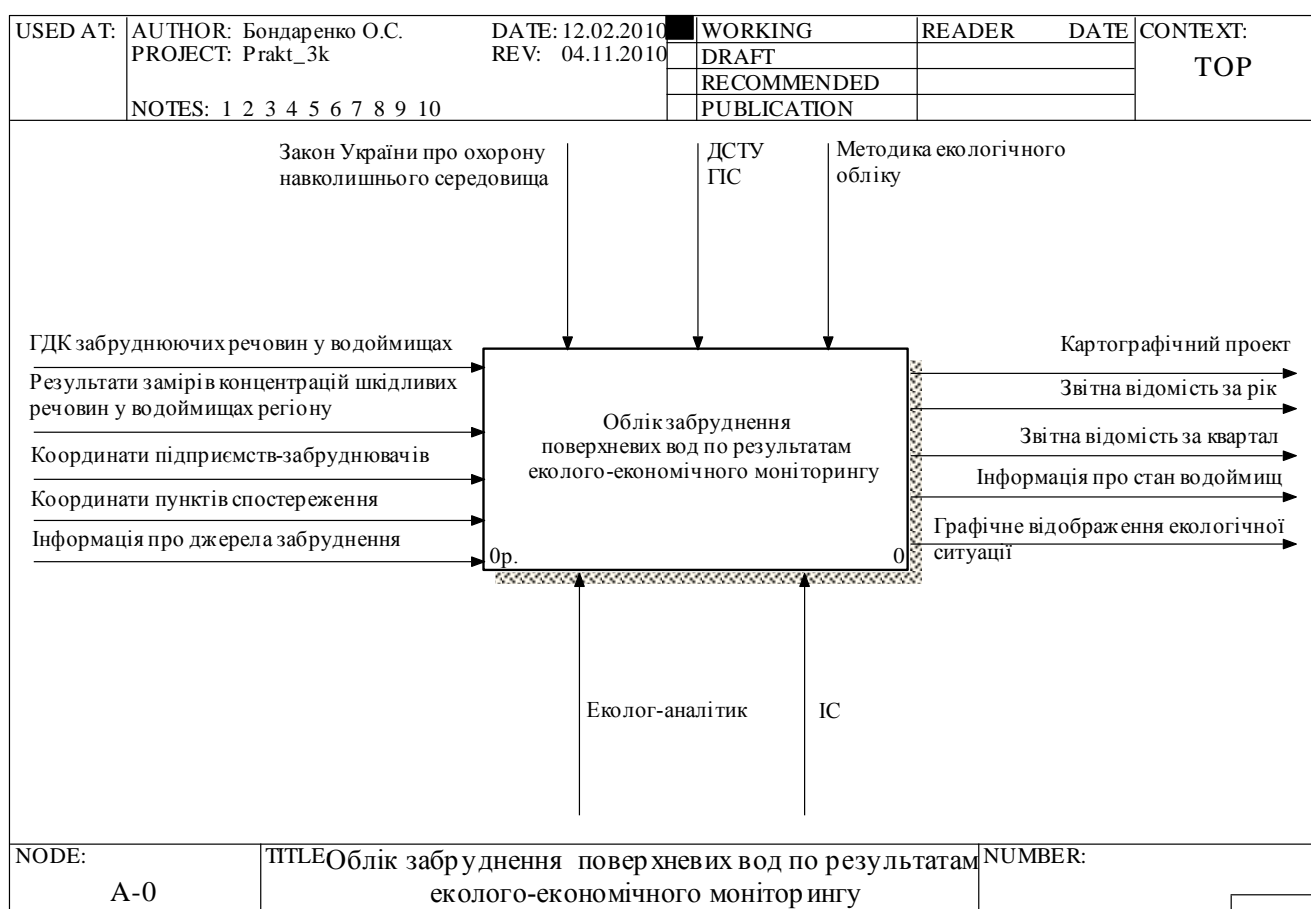 USED AT:
AUTHOR: Бондаренко О.С.
DATE: 12.02.2010
PROJECT: Prakt_3k
REV: 04.11.2010
NOTES: 1 2 3 4 5 6 7 8 9 10
WORKING
DRAFT
RECOMMENDED
PUBLICATION
READER DATE
CONTEXT:
TOP
Закон України про охорону
навколишнього середовища
ДСТУ
ГІС
Методика екологічного
обліку
ГДК забруднюючих речовин у водоймищах
Результати замірів концентрацій шкідливих
речовин у водоймищах регіону
Координати підприємств-забруднювачів
Координати пунктів спостереження
Інформація про джерела забруднення
Облік забруднення
поверхневих вод по результатам
еколого-економічного моніторингу
0р.
0
Картографічний проект
Звітна відомість за рік
Звітна відомість за квартал
Інформація про стан водоймищ
Графічне відображення екологічної
ситуації
Еколог-аналітик
ІС
NODE:
A-0
TITLE
Облік забруднення поверхневих вод по результатам
еколого-економічного моніторингу
NUMBER: